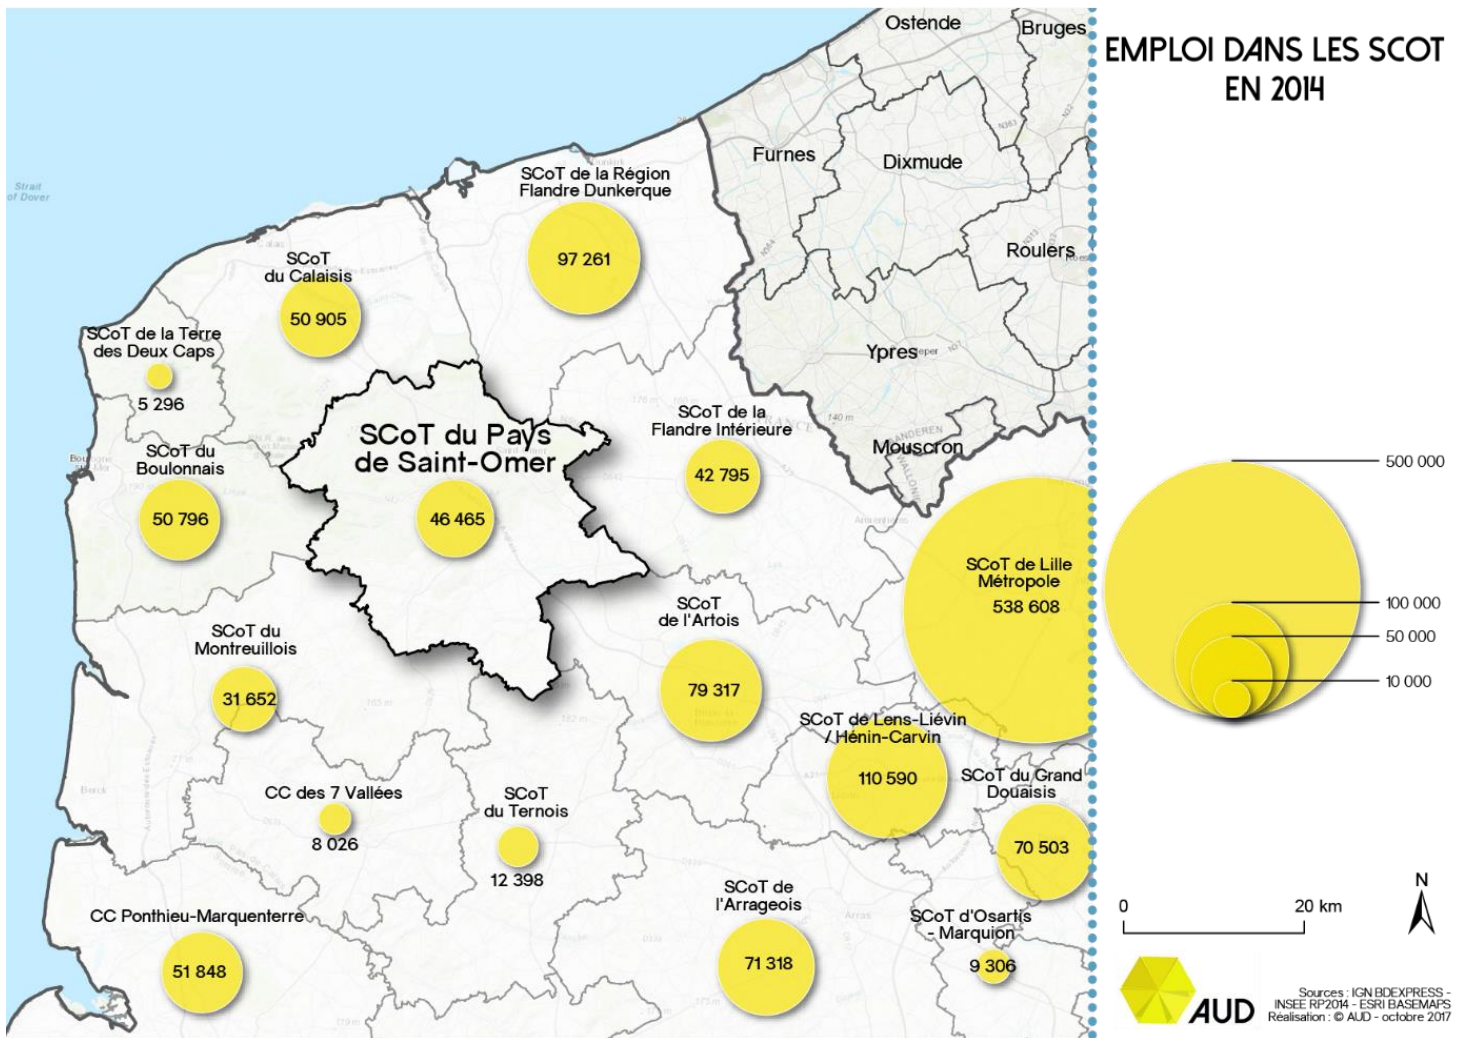 EMPLOI DANS LES SCOT
EN 2014
Ostende
Bruges
Furnes
Dixmude
Roulers
Ypres
Mouscron
Strait
of Dover
SCoT de la Région
Flandre Dunkerque
97 261
SCoT
du Calaisis
50 905
SCoT de la Terre
des Deux Caps
5 296
SCoT du
Boulonnais
50 796
SCoT du Pays
de Saint-Omer
46 465
SCoT de la
Flandre Intérieure
42 795
SCoT de Lille
Métropole
538 608
SCoT
de l'Artois
79 317
SCoT du
Montreuillois
31 652
SCoT de Lens-Liévin
/ Hénin-Carvin
110 590
SCoT du Grand
Douaisis
70 503
CC des 7 Vallées
8 026
SCoT
du Ternois
12 398
SCoT de
l'Arrageois
71 318
SCoT d'Osartis
- Marquion
9 306
CC Ponthieu-Marquenterre
51 848
FRANCE
140 m
Berck
Arras
500 000
100 000
50 000
10 000
0
20 km
N
AUD
Sources : IGN BDEXPRESS -
INSEE RP2014 - ESRI BASEMAPS
Réalisation : © AUD - octobre 2017